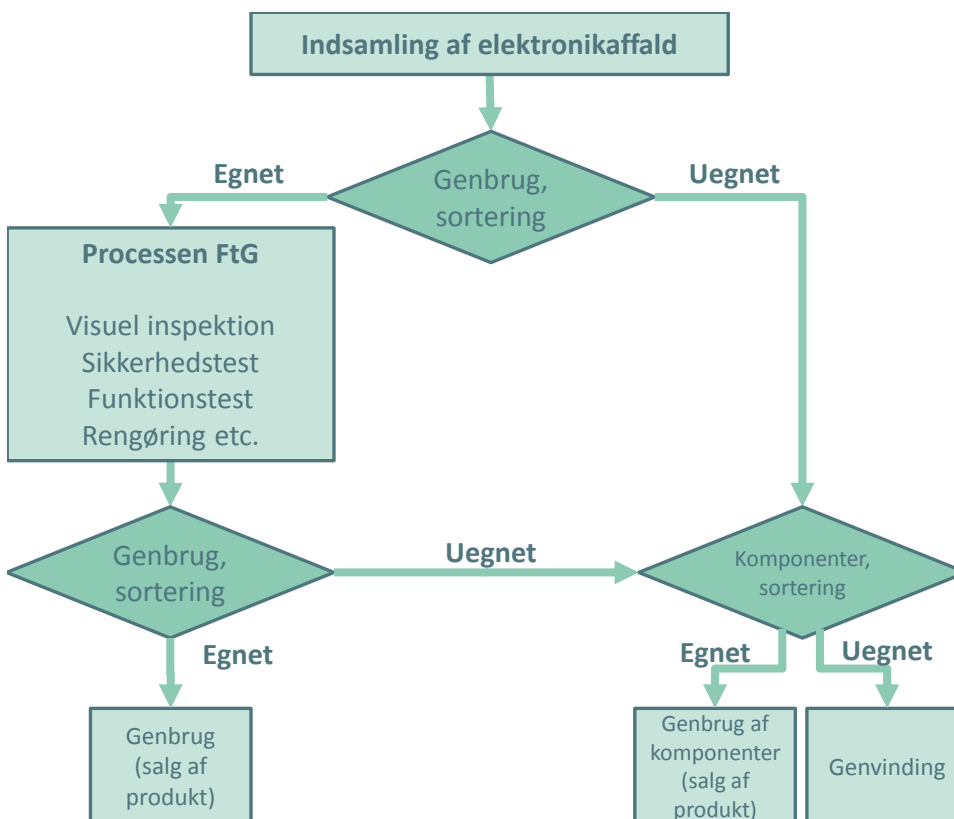 Indsamling af elektronikaffald
Egnet
Uegnet
Genbrug,
sortering
Processen FtG
Visuel inspektion
Sikkerhedstest
Funktionstest
Rengøring etc.
Genbrug,
sortering
Uegnet
Komponenter,
sortering
Egnet
Egnet
Uegnet
Genbrug
(salg af
produkt)
Genbrug af
komponenter
(salg af
produkt)
Genvinding